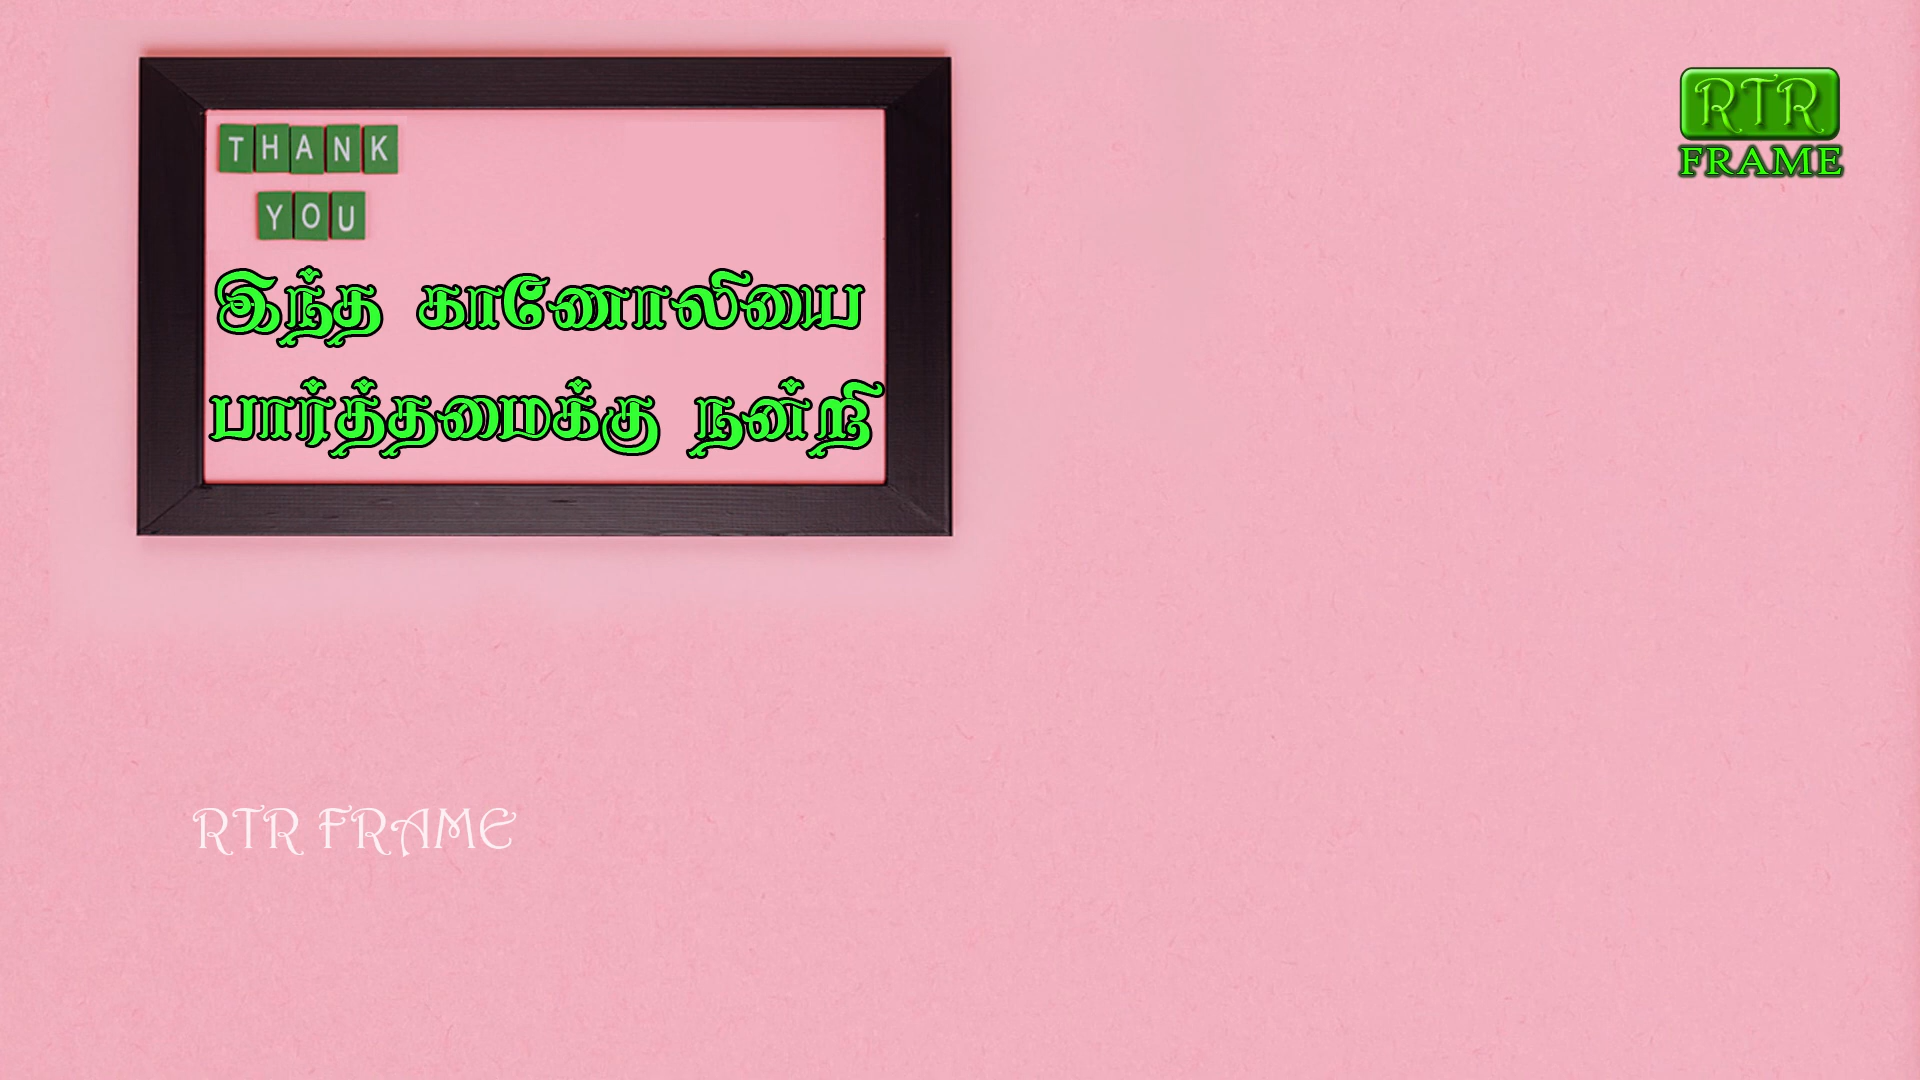 THANK
YOU
இந்த காணொலியை
பார்த்தமைக்கு நன்றி
RTR
FRAME
RTR FRAME